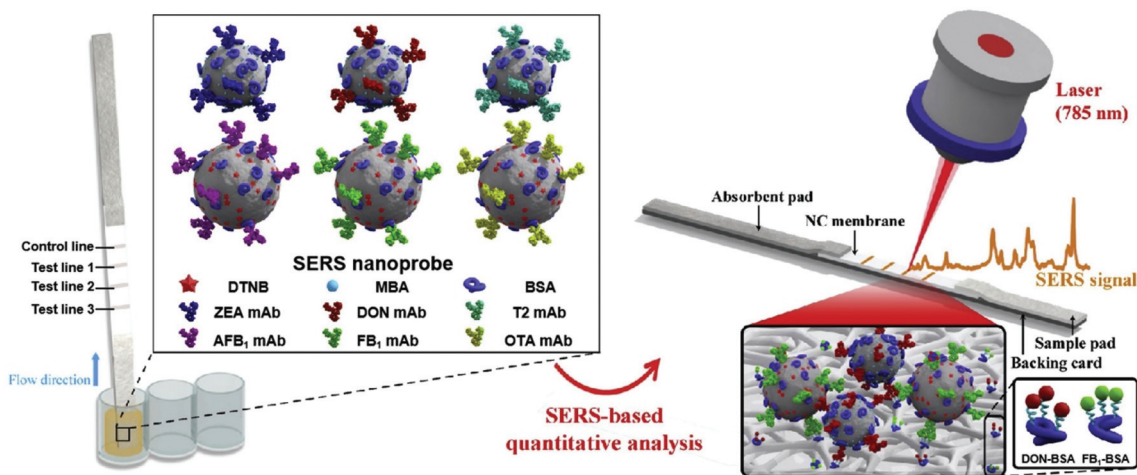 Control line
Test line 1
Test line 2
Test line 3
Flow direction
SERS nanoprobe
DTNB
MBA
BSA
ZEA mAb
DON mAb
T2 mAb
AFB₁ mAb
FB₁ mAb
OTA mAb
SERS-based
quantitative analysis
Laser
(785 nm)
Absorbent pad
NC membrane
SERS signal
Sample pad
Backing card
DON-BSA
FB₁-BSA